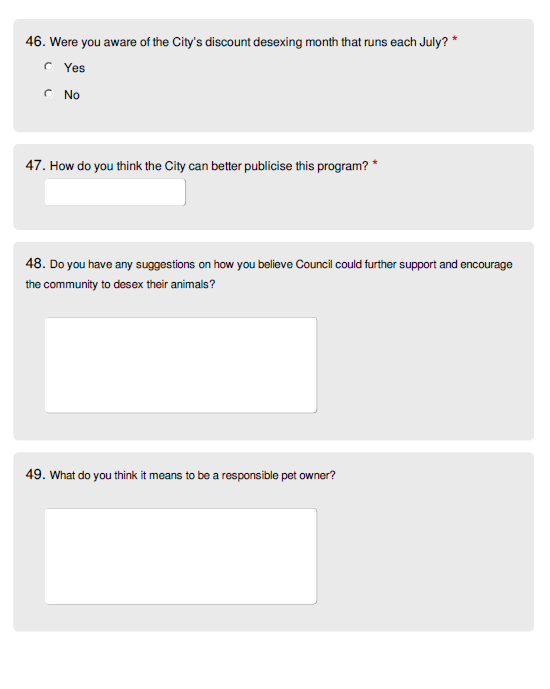 46. Were you aware of the City's discount desexing month that runs each July? *
Yes
No
47. How do you think the City can better publicise this program? *
48. Do you have any suggestions on how you believe Council could further support and encourage
the community to desex their animals?
49. What do you think it means to be a responsible pet owner?